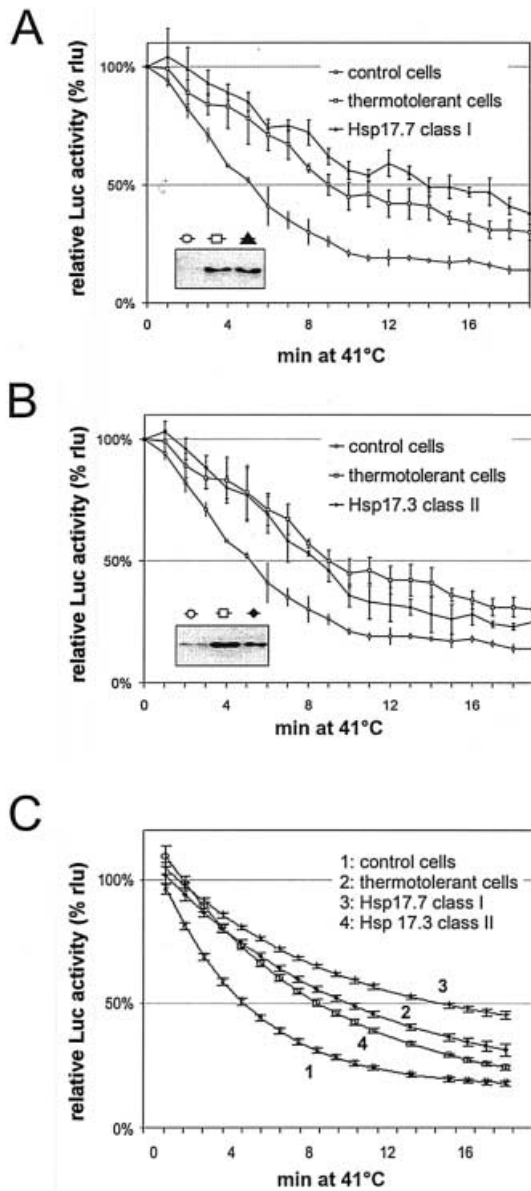 A
relative Luc activity (% rlu)
100%
50%
0%
control cells
thermotolerant cells
Hsp17.7 class I
0 4 8 12 16
min at 41°C
B
relative Luc activity (% rlu)
100%
50%
0%
control cells
thermotolerant cells
Hsp17.3 class II
0 4 8 12 16
min at 41°C
C
relative Luc activity (% rlu)
100%
50%
0%
1: control cells
2: thermotolerant cells
3: Hsp17.7 class I
4: Hsp 17.3 class II
3
2
4
1
0 4 8 12 16
min at 41°C